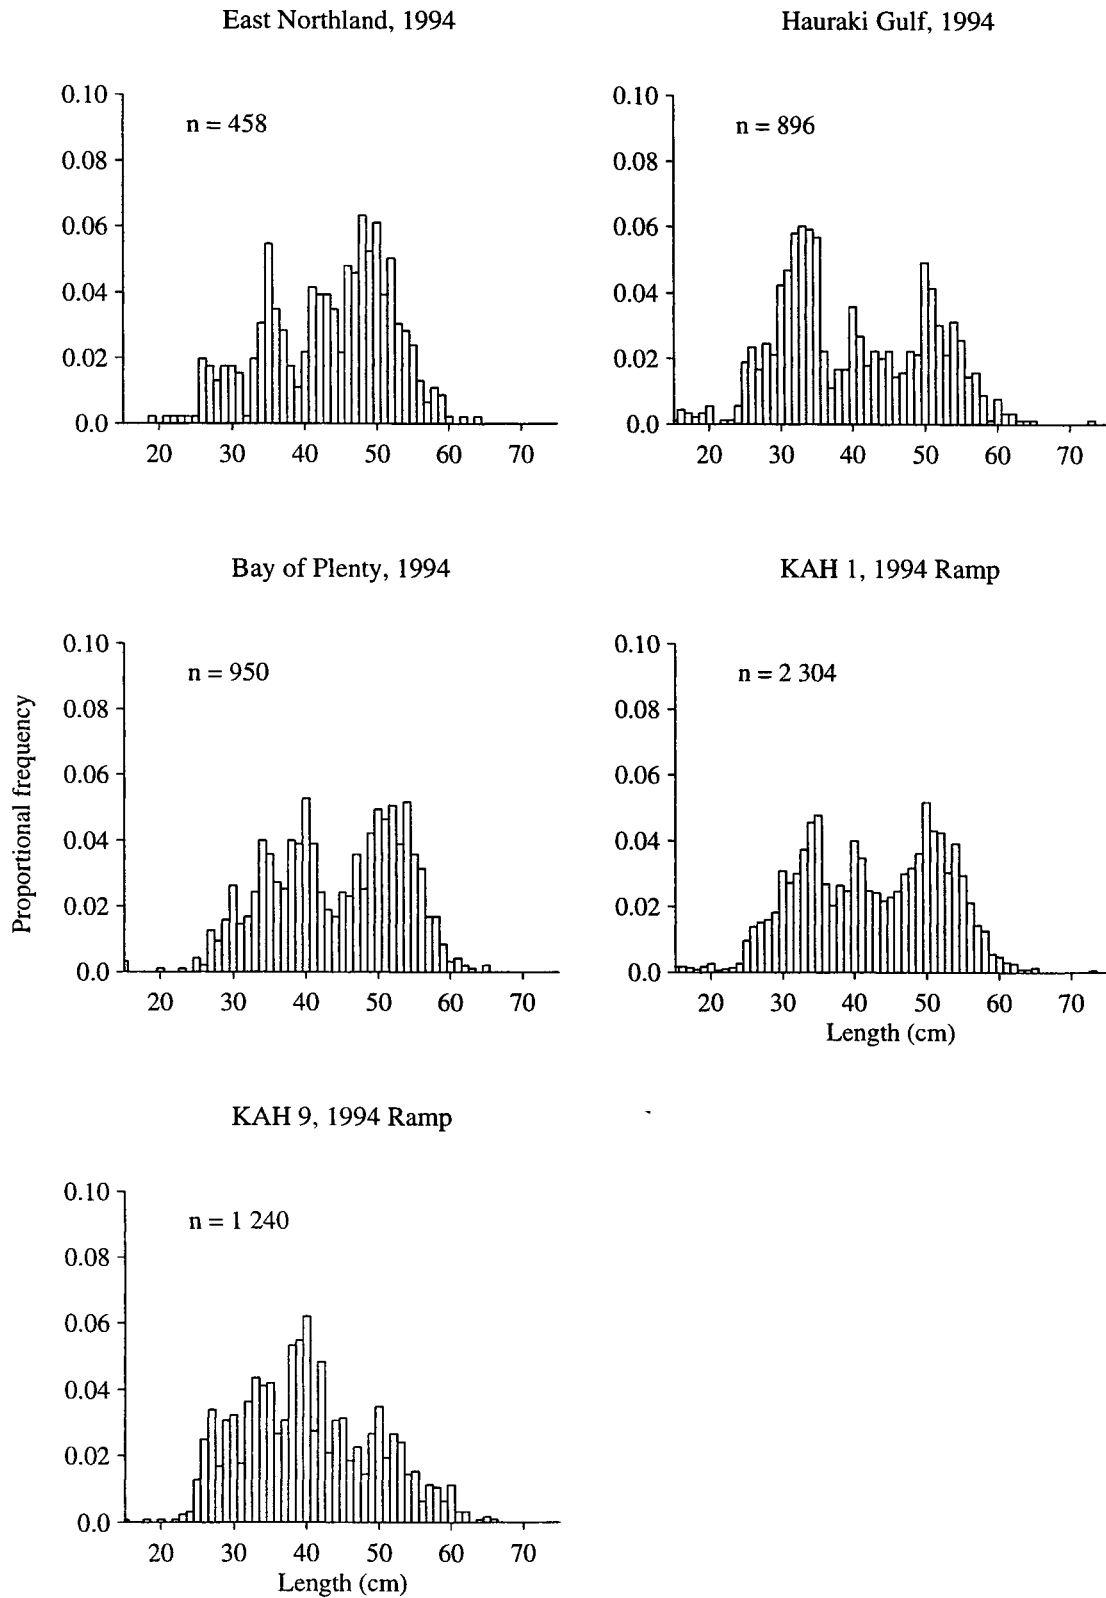 East Northland, 1994
0.10
0.08
0.06
0.04
0.02
0.0
n = 458
20 30 40 50 60 70
Hauraki Gulf, 1994
0.10
0.08
0.06
0.04
0.02
0.0
n = 896
20 30 40 50 60 70
Bay of Plenty, 1994
Proportional frequency
0.10
0.08
0.06
0.04
0.02
0.0
n = 950
20 30 40 50 60 70
KAH 1, 1994 Ramp
0.10
0.08
0.06
0.04
0.02
0.0
n = 2 304
20 30 40 50 60 70
Length (cm)
KAH 9, 1994 Ramp
0.10
0.08
0.06
0.04
0.02
0.0
n = 1 240
20 30 40 50 60 70
Length (cm)